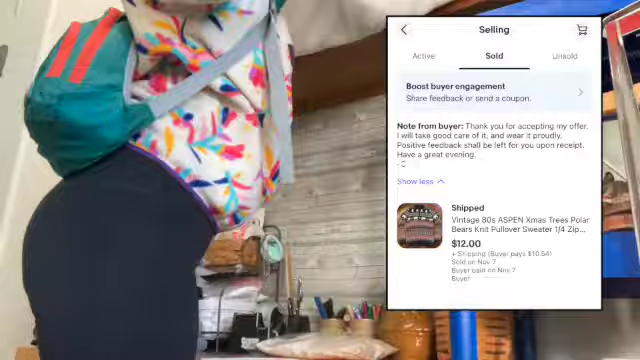 Selling
Active Sold Unsold
Boost buyer engagement
Share feedback or send a coupon.
Note from buyer: Thank you for accepting my offer.
I will take good care of it, and wear it proudly.
Positive feedback shall be left for you upon receipt.
Have a great evening.
- C
Show less
Shipped
Vintage 80s ASPEN Xmas Trees Polar
Bears Knit Pullover Sweater 1/4 Zip...
$12.00
+ Shipping (Buyer pays $10.54)
Sold on Nov 7
Buyer paid on Nov 7
Buyer